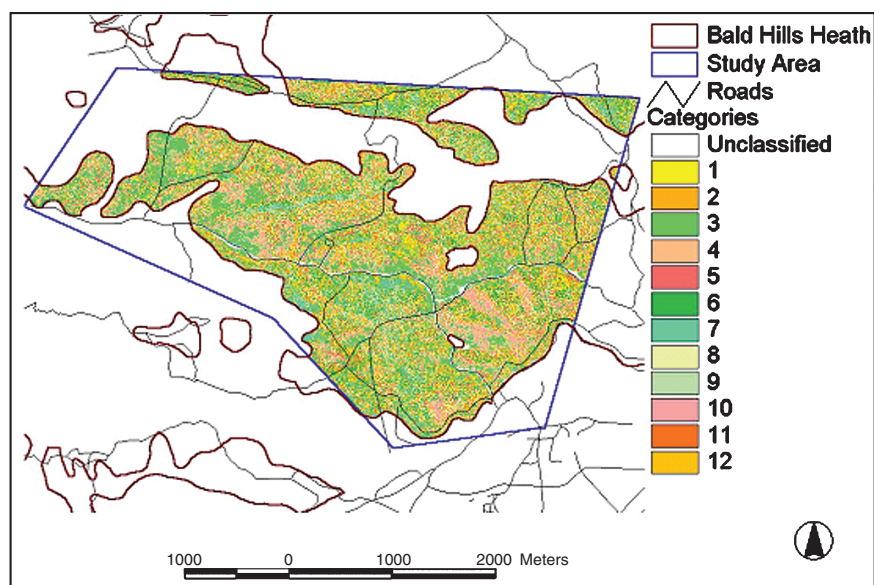 Bald Hills Heath
Study Area
Roads
Categories
Unclassified
1
2
3
4
5
6
7
8
9
10
11
12
1000 0 1000 2000 Meters